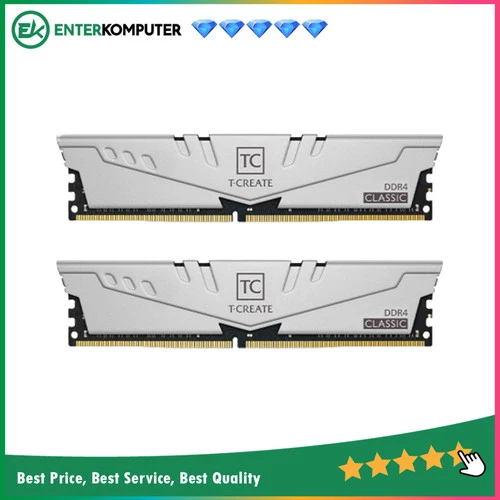 EK ENTERKOMPUTER
TC
T-CREATE
DDR4
CLASSIC
TC
T-CREATE
DDR4
CLASSIC
Best Price, Best Service, Best Quality